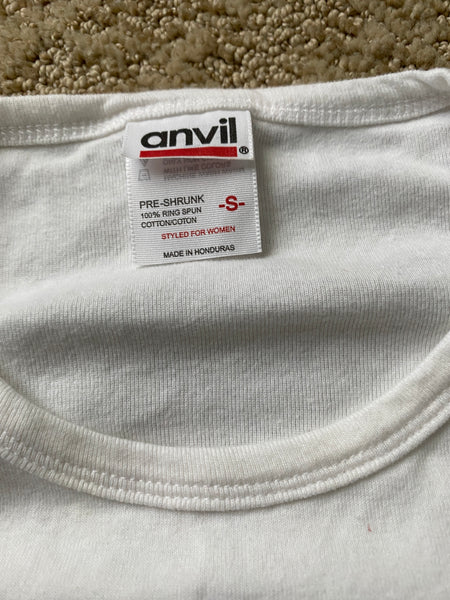 anvil®
PRE-SHRUNK
100% RING SPUN
COTTON/COTON
-S-
STYLED FOR WOMEN
MADE IN HONDURAS